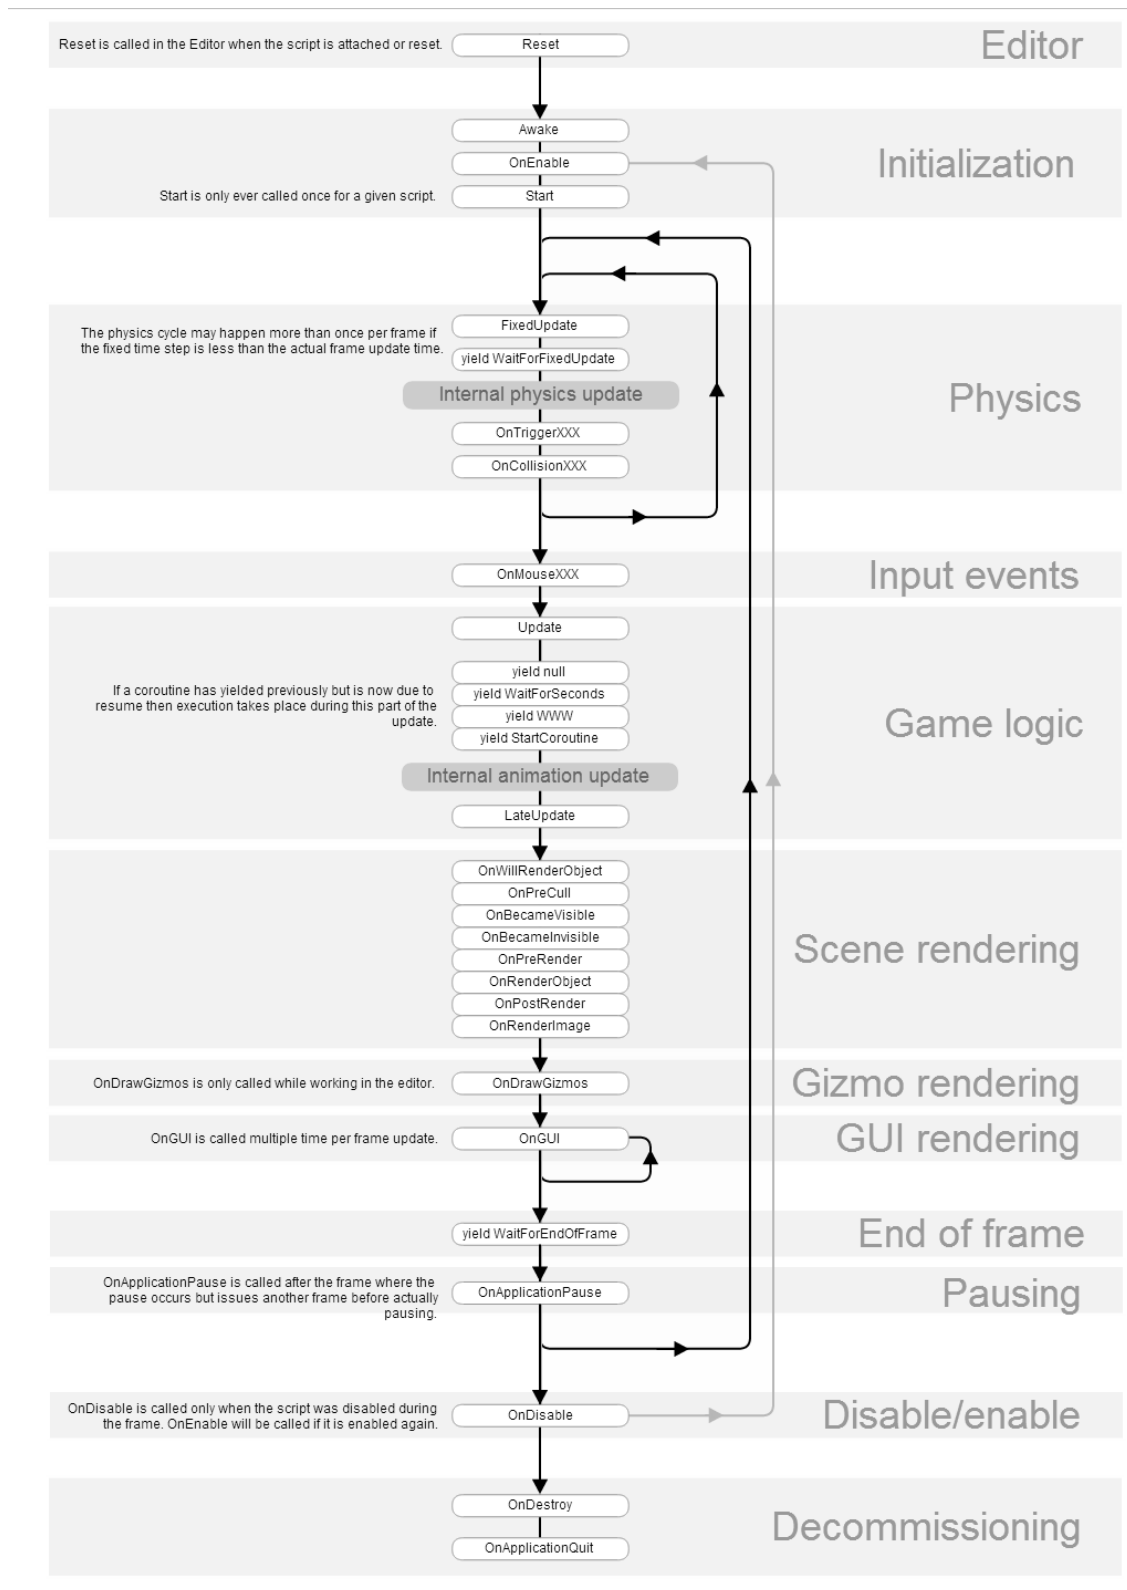 Reset is called in the Editor when the script is attached or reset.
Reset
Editor
Awake
OnEnable
Initialization
Start is only ever called once for a given script.
Start
The physics cycle may happen more than once per frame if
the fixed time step is less than the actual frame update time.
FixedUpdate
yield WaitForFixedUpdate
Internal physics update
Physics
OnTriggerXXX
OnCollisionXXX
OnMouseXXX
Input events
Update
If a coroutine has yielded previously but is now due to
resume then execution takes place during this part of the
update.
yield null
yield WaitForSeconds
yield WWW
yield StartCoroutine
Game logic
Internal animation update
LateUpdate
OnWillRenderObject
OnPreCull
OnBecameVisible
OnBecameInvisible
OnPreRender
OnRenderObject
OnPostRender
OnRenderImage
Scene rendering
OnDrawGizmos is only called while working in the editor.
OnDrawGizmos
Gizmo rendering
OnGUI is called multiple time per frame update.
OnGUI
GUI rendering
yield WaitForEndOfFrame
End of frame
OnApplicationPause is called after the frame where the
pause occurs but issues another frame before actually
pausing.
OnApplicationPause
Pausing
OnDisable is called only when the script was disabled during
the frame. OnEnable will be called if it is enabled again.
OnDisable
Disable/enable
OnDestroy
OnApplicationQuit
Decommissioning